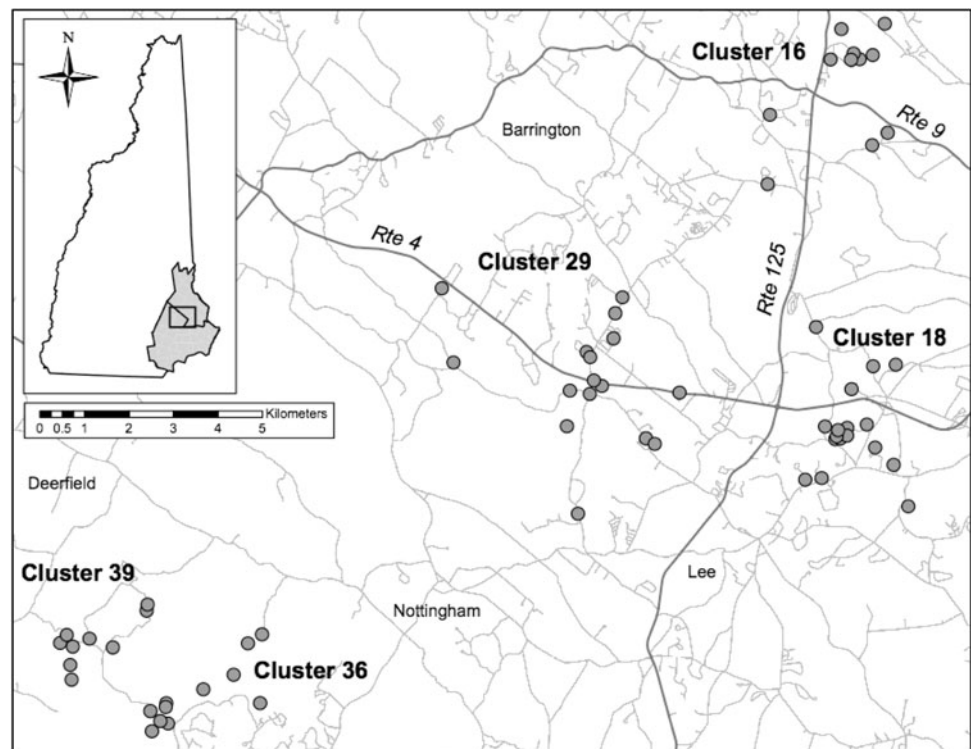 N
Cluster 16
Barrington
Rte 9
Rte 4
Cluster 29
Rte 125
Cluster 18
Kilometers
0 0.5 1 2 3 4 5
Deerfield
Cluster 39
Lee
Nottingham
Cluster 36